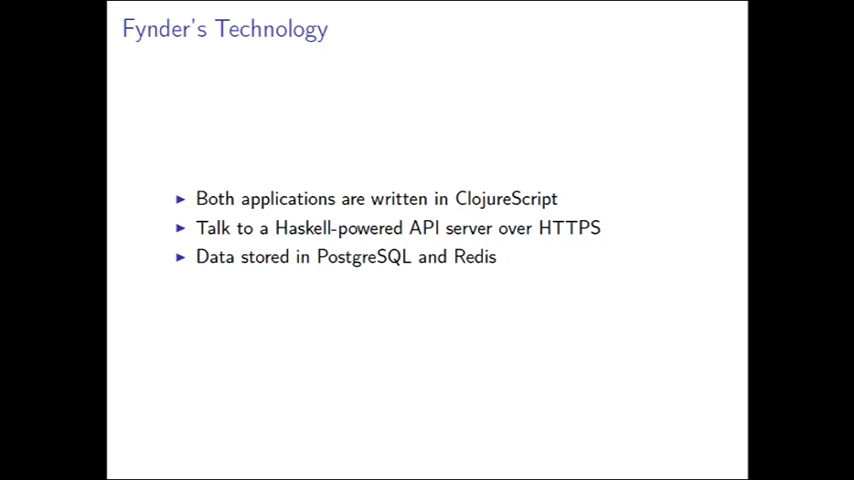 Fynder's Technology
▶ Both applications are written in ClojureScript
▶ Talk to a Haskell-powered API server over HTTPS
▶ Data stored in PostgreSQL and Redis